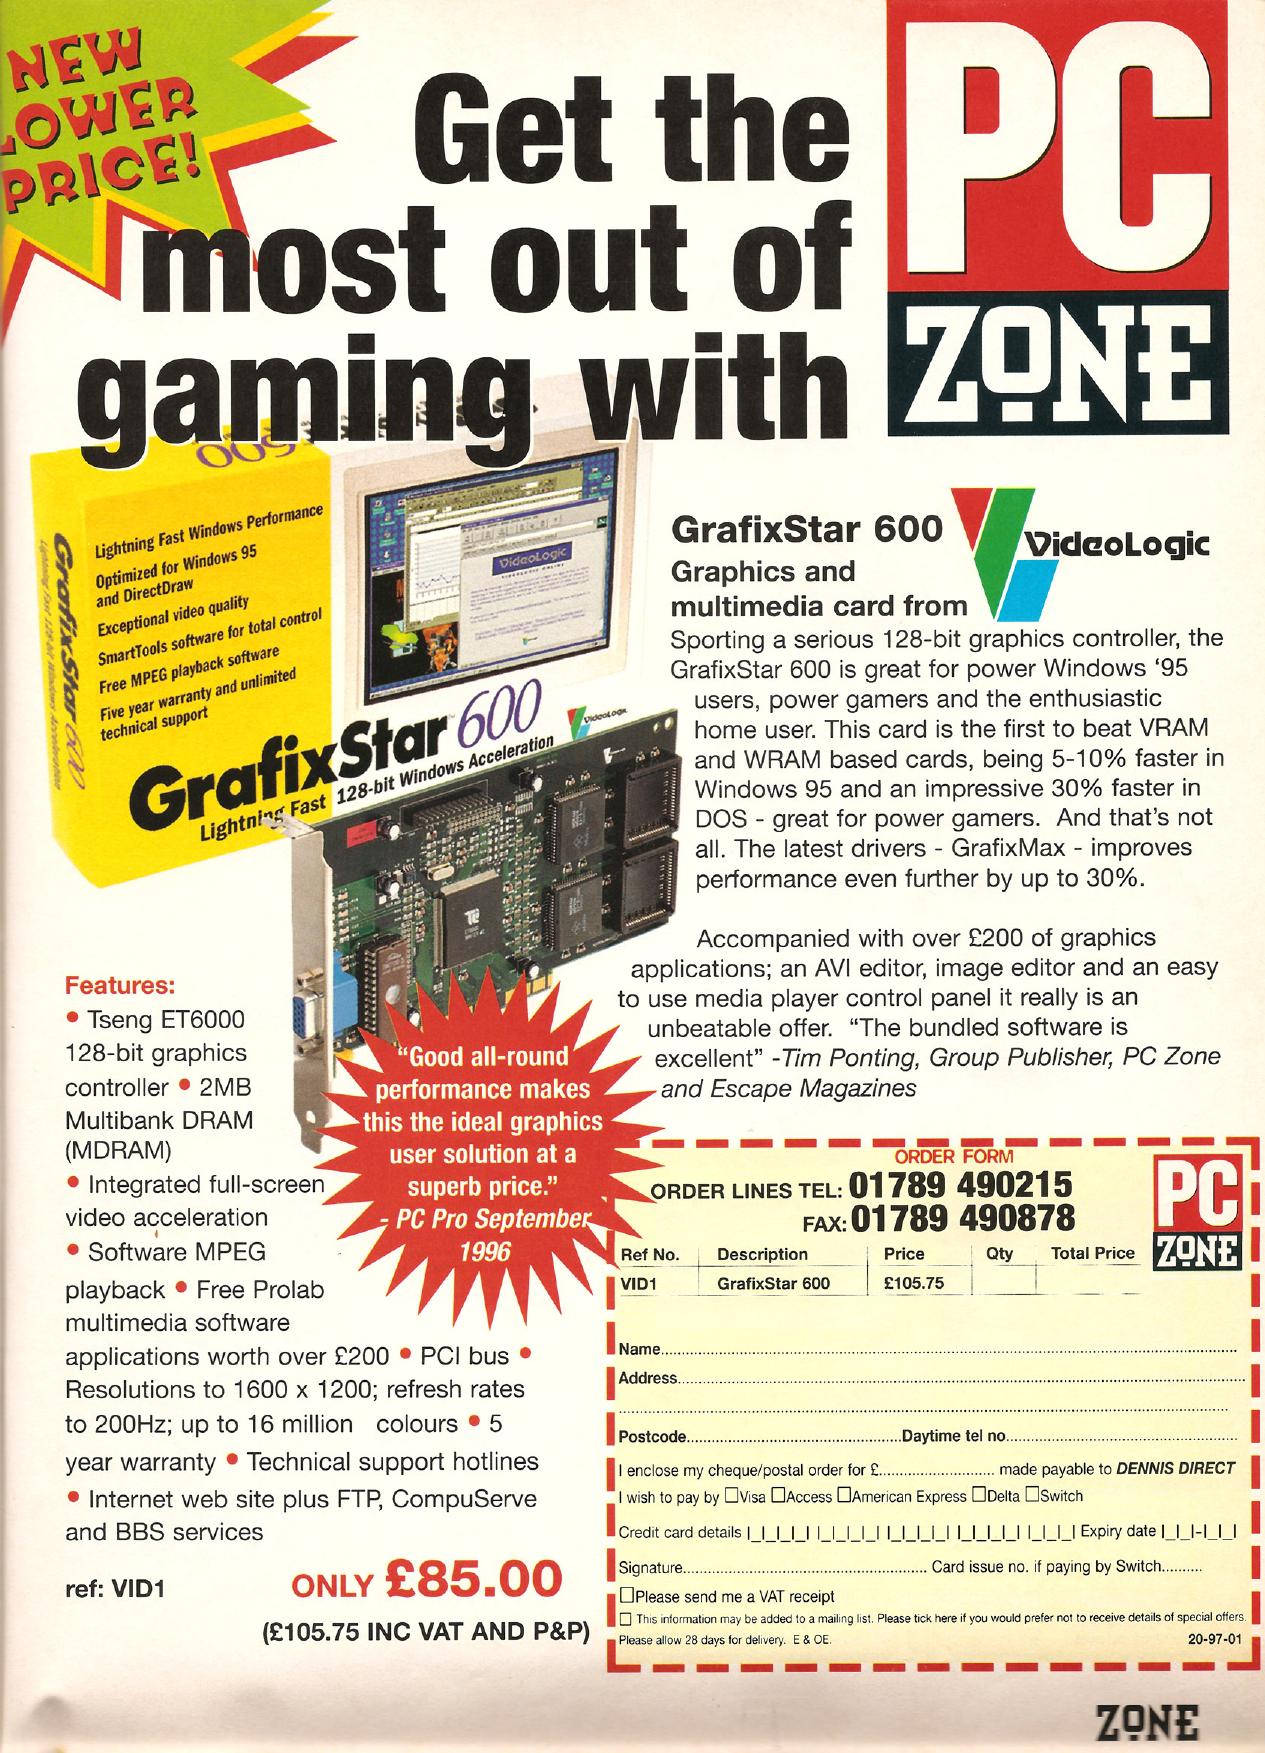 NEW
LOWER
PRICE!
Get the
most out of
gaming with
PC
ZONE
600
Lightning Fast Windows Performance
Optimized for Windows 95
and DirectDraw
Exceptional video quality
SmartTools software for total control
Free MPEG playback software
Five year warranty and unlimited
technical support
GrafixStar 600
VideoLogic
GrafixStar™ 600
VideoLogic
Lightning Fast 128-bit Windows Acceleration
GrafixStar 600
VideoLogic
Graphics and
multimedia card from
Sporting a serious 128-bit graphics controller, the
GrafixStar 600 is great for power Windows ‘95
users, power gamers and the enthusiastic
home user. This card is the first to beat VRAM
and WRAM based cards, being 5-10% faster in
Windows 95 and an impressive 30% faster in
DOS - great for power gamers. And that's not
all. The latest drivers - GrafixMax - improves
performance even further by up to 30%.
Accompanied with over £200 of graphics
applications; an AVI editor, image editor and an easy
to use media player control panel it really is an
unbeatable offer. “The bundled software is
excellent” -Tim Ponting, Group Publisher, PC Zone
and Escape Magazines
Features:
• Tseng ET6000
128-bit graphics
controller • 2MB
Multibank DRAM
(MDRAM)
• Integrated full-screen
video acceleration
• Software MPEG
playback • Free Prolab
multimedia software
applications worth over £200 • PCI bus •
Resolutions to 1600 x 1200; refresh rates
to 200Hz; up to 16 million colours • 5
year warranty • Technical support hotlines
• Internet web site plus FTP, CompuServe
and BBS services
ref: VID1 ONLY £85.00
(£105.75 INC VAT AND P&P)
“Good all-round
performance makes
this the ideal graphics
user solution at a
superb price.”
- PC Pro September
1996
ORDER FORM
ORDER LINES TEL: 01789 490215
FAX: 01789 490878
PC
ZONE
Ref No. Description Price Qty Total Price
VID1 GrafixStar 600 £105.75
Name
Address
Postcode Daytime tel no
I enclose my cheque/postal order for £ made payable to DENNIS DIRECT
I wish to pay by ☐Visa ☐Access ☐American Express ☐Delta ☐Switch
Credit card details Expiry date
Signature Card issue no. if paying by Switch
☐Please send me a VAT receipt
☐ This information may be added to a mailing list. Please tick here if you would prefer not to receive details of special offers.
Please allow 28 days for delivery. E & OE. 20-97-01
ZONE